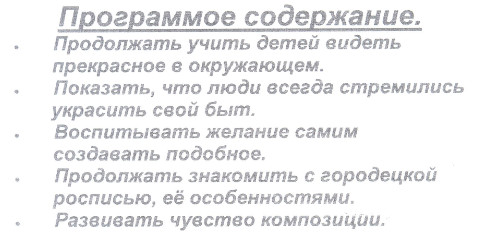 Программое содержание.
• Продолжать учить детей видеть
прекрасное в окружающем.
• Показать, что люди всегда стремились
украсить свой быт.
• Воспитывать желание самим
создавать подобное.
• Продолжать знакомить с городецкой
росписью, её особенностями.
• Развивать чувство композиции.